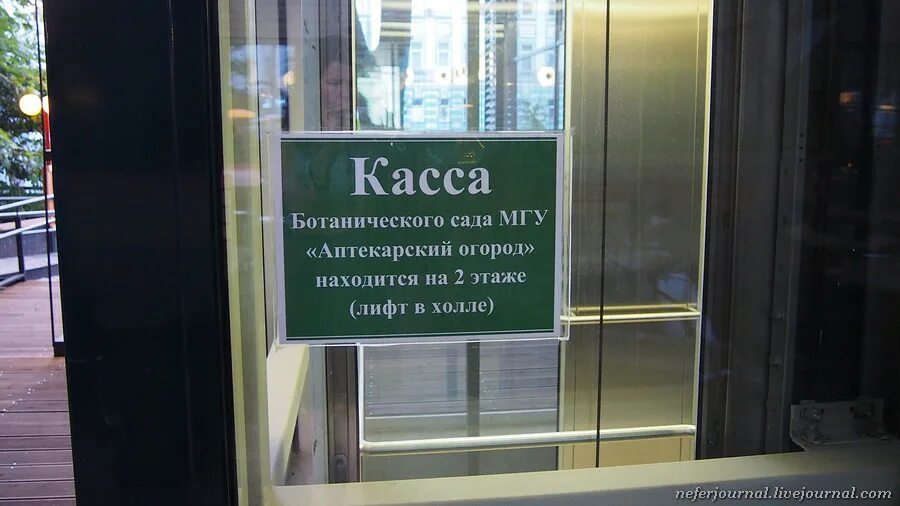 Касса
Ботанического сада МГУ
«Аптекарский огород»
находится на 2 этаже
(лифт в холле)
neferjournal.livejournal.com